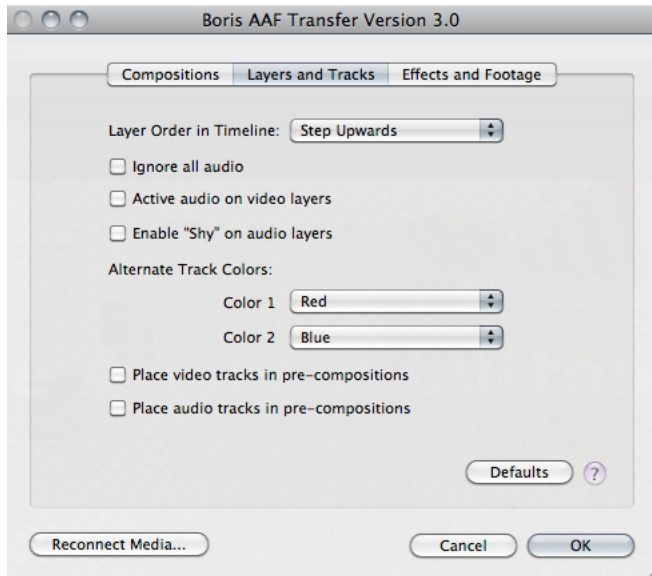 Boris AAF Transfer Version 3.0
Compositions Layers and Tracks Effects and Footage
Layer Order in Timeline: Step Upwards
Ignore all audio
Active audio on video layers
Enable "Shy" on audio layers
Alternate Track Colors:
Color 1 Red
Color 2 Blue
Place video tracks in pre-compositions
Place audio tracks in pre-compositions
Defaults ?
Reconnect Media... Cancel OK